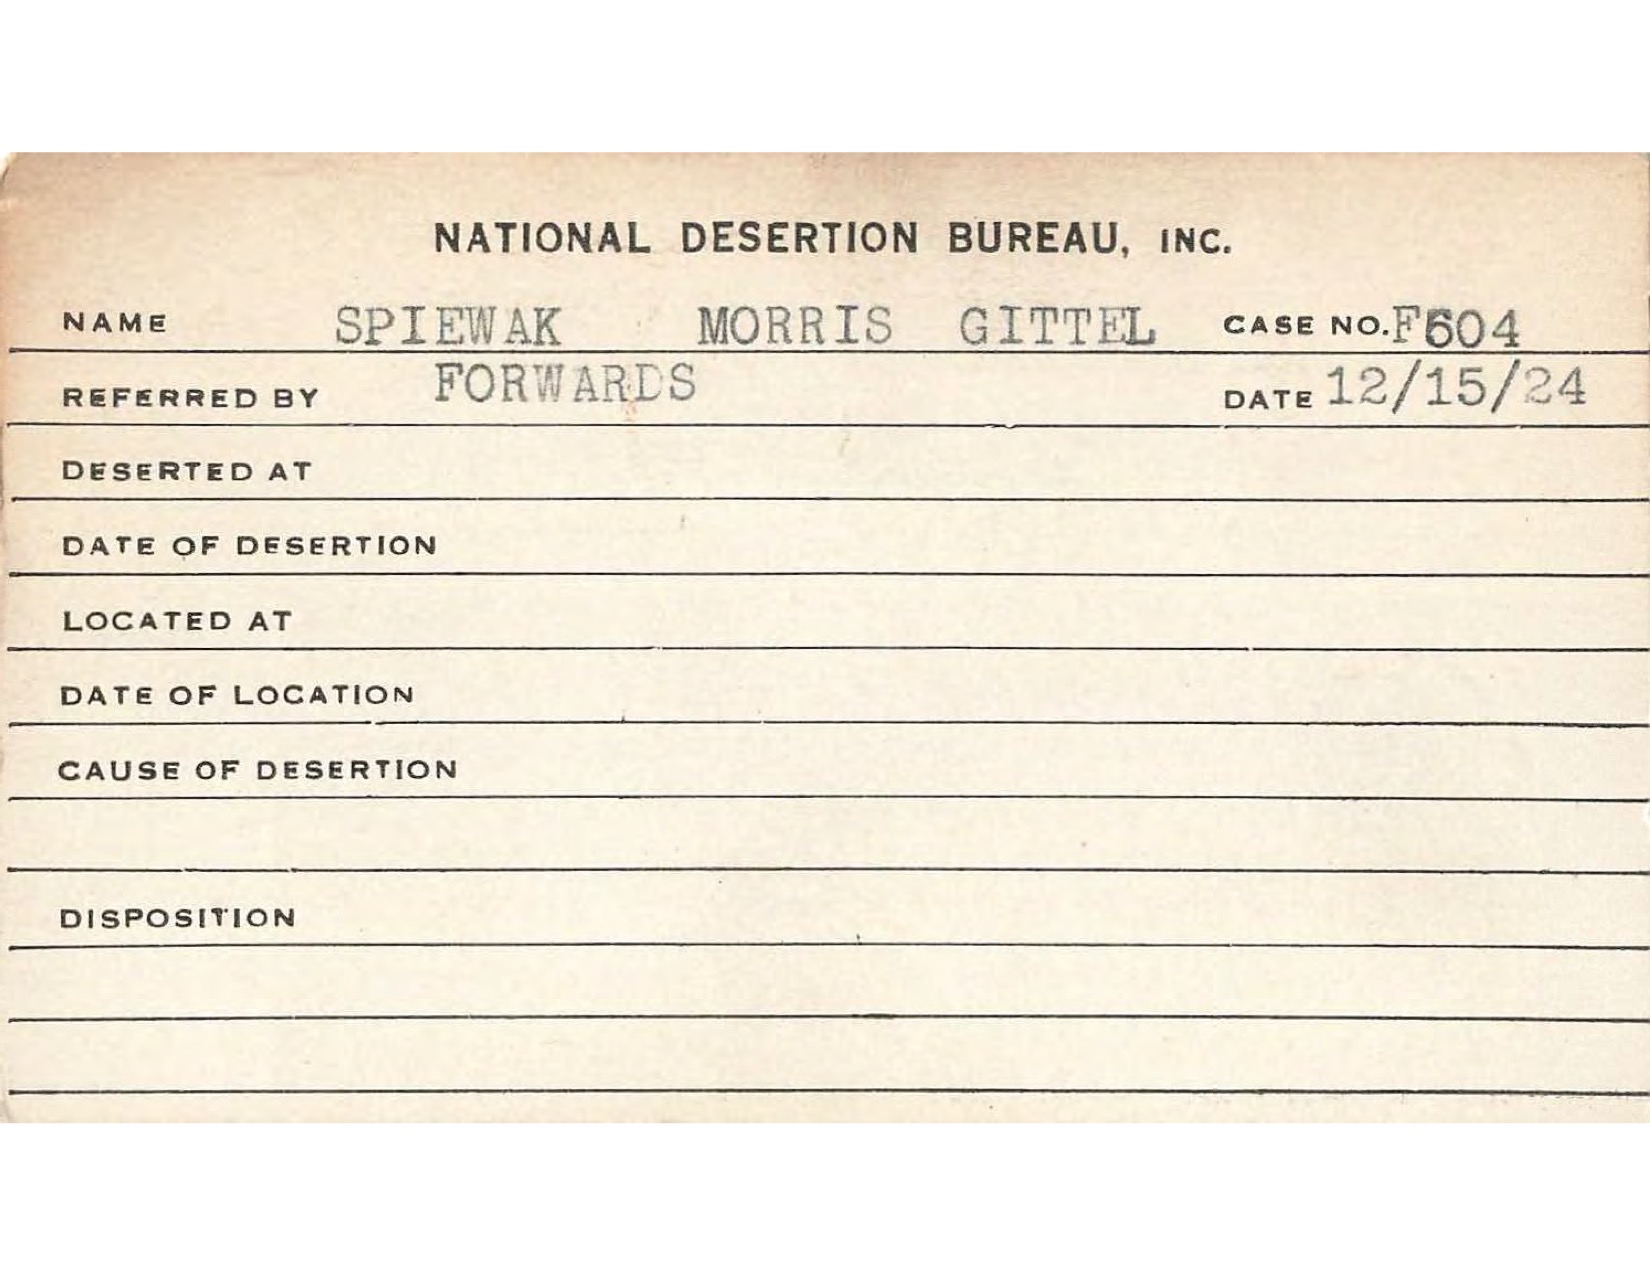 NATIONAL DESERTION BUREAU, INC.
NAME SPIEWAK MORRIS GITTEL CASE NO. F604
REFERRED BY FORWARDS DATE 12/15/24
DESERTED AT
DATE OF DESERTION
LOCATED AT
DATE OF LOCATION
CAUSE OF DESERTION
DISPOSITION